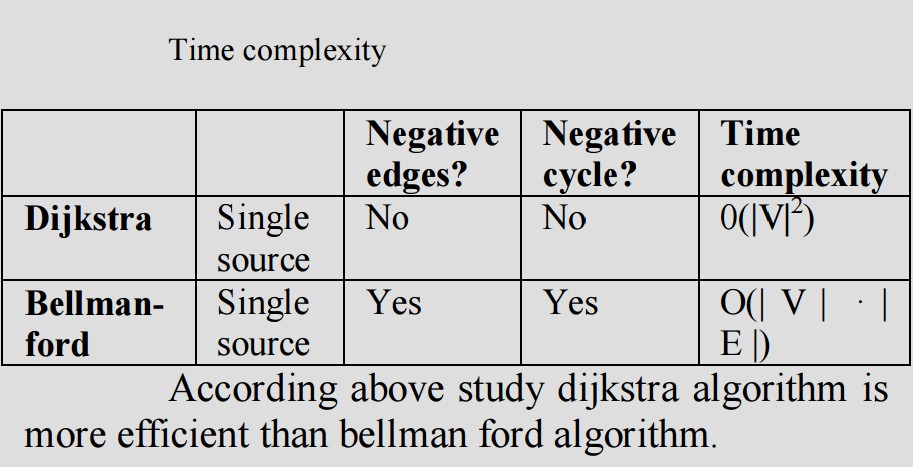 Time complexity
Negative edges? Negative cycle? Time complexity
Dijkstra Single source No No 0(|V|²)
Bellman-ford Single source Yes Yes O(| V | · | E |)
According above study dijkstra algorithm is
more efficient than bellman ford algorithm.